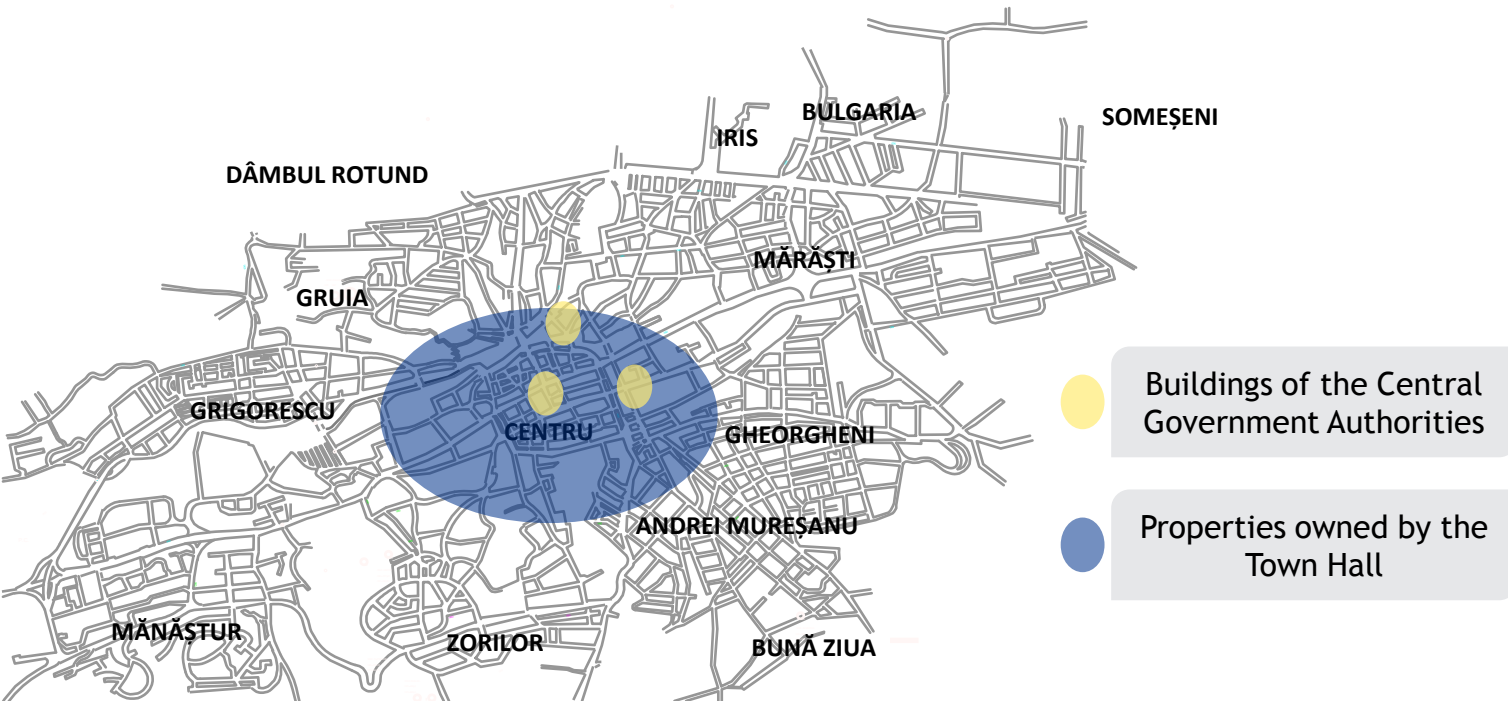 BULGARIA
SOMEȘENI
IRIS
DÂMBUL ROTUND
MĂRĂȘTI
GRUIA
GRIGORESCU
CENTRU
GHEORGHENI
ANDREI MUREȘANU
MĂNĂȘTUR
ZORILOR
BUNĂ ZIUA
Buildings of the Central
Government Authorities
Properties owned by the
Town Hall